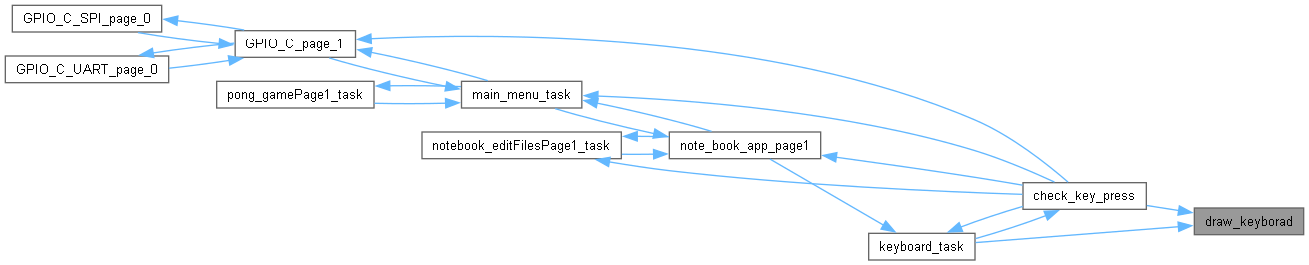 GPIO_C_SPI_page_0
GPIO_C_page_1
GPIO_C_UART_page_0
pong_gamePage1_task
main_menu_task
notebook_editFilesPage1_task
note_book_app_page1
check_key_press
draw_keyborad
keyboard_task